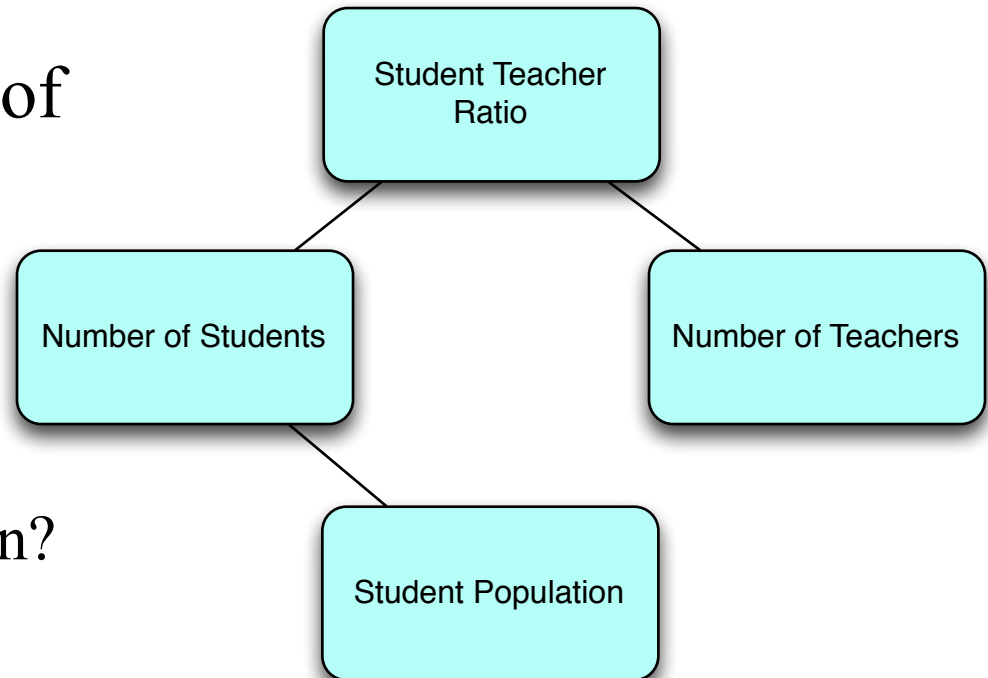 of
Student Teacher
Ratio
Number of Students
Number of Teachers
n?
Student Population